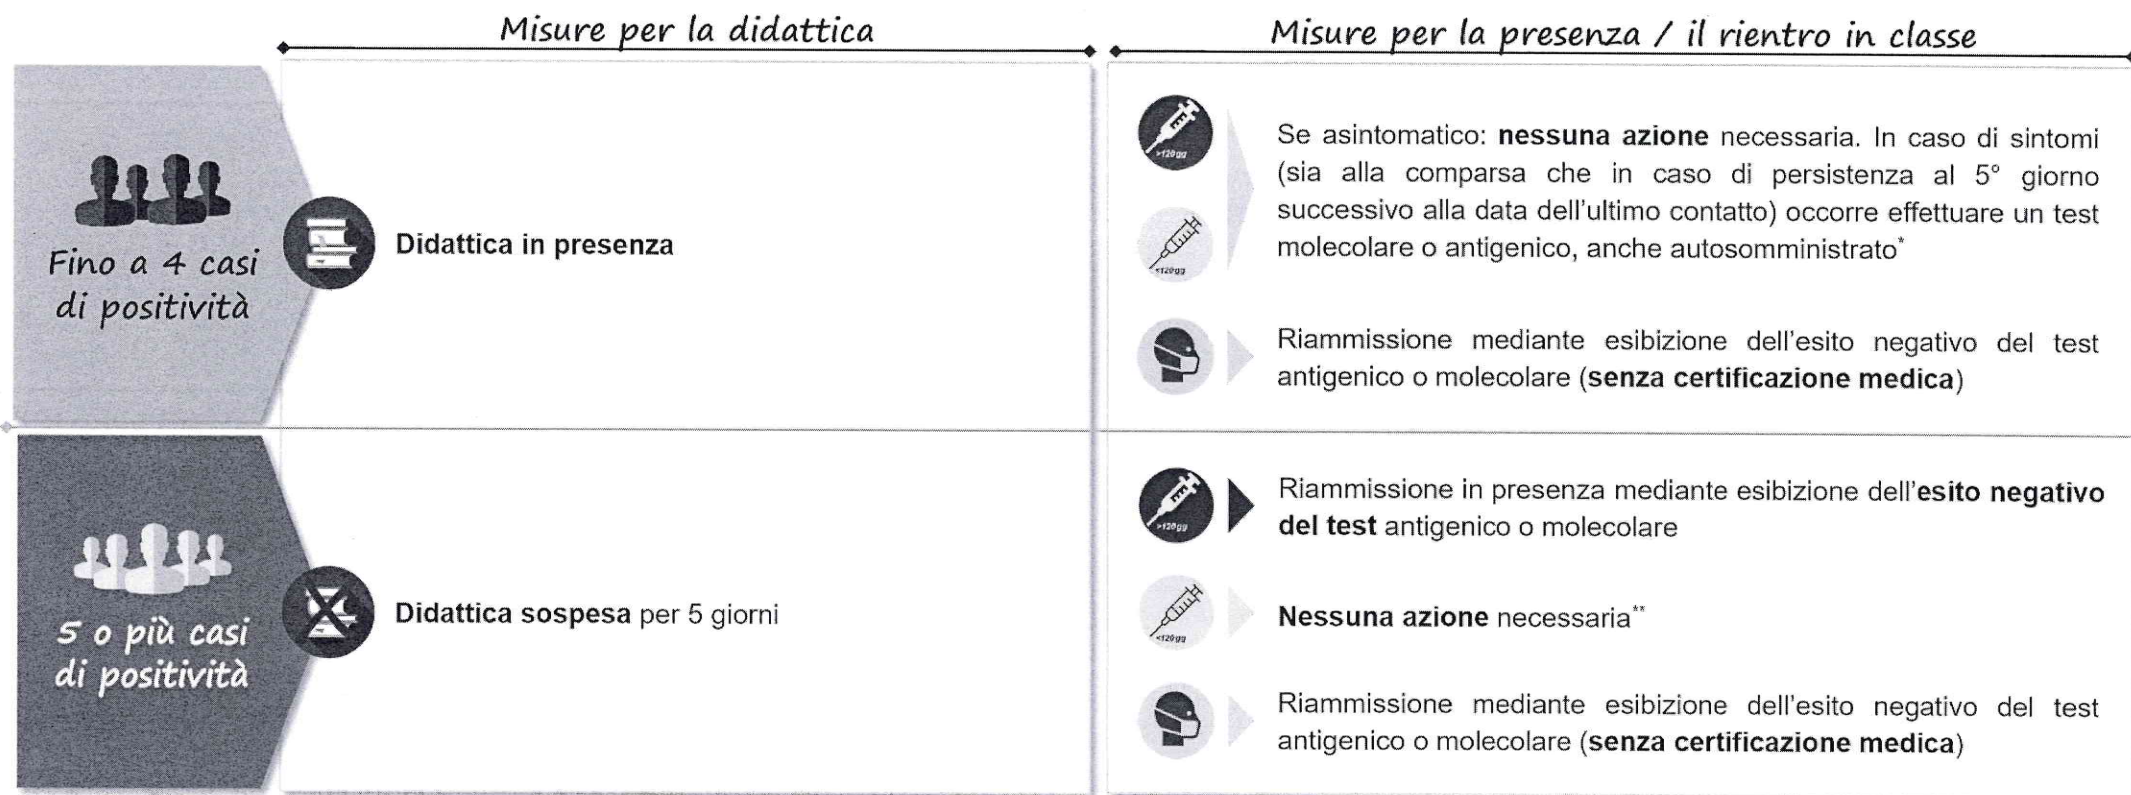 Misure per la didattica
Misure per la presenza / il rientro in classe
Fino a 4 casi
di positività
Didattica in presenza
>120gg
<120gg
Se asintomatico: nessuna azione necessaria. In caso di sintomi
(sia alla comparsa che in caso di persistenza al 5° giorno
successivo alla data dell'ultimo contatto) occorre effettuare un test
molecolare o antigenico, anche autosomministrato*
Riammissione mediante esibizione dell'esito negativo del test
antigenico o molecolare (senza certificazione medica)
5 o più casi
di positività
Didattica sospesa per 5 giorni
>120gg
Riammissione in presenza mediante esibizione dell'esito negativo
del test antigenico o molecolare
<120gg
Nessuna azione necessaria**
Riammissione mediante esibizione dell'esito negativo del test
antigenico o molecolare (senza certificazione medica)